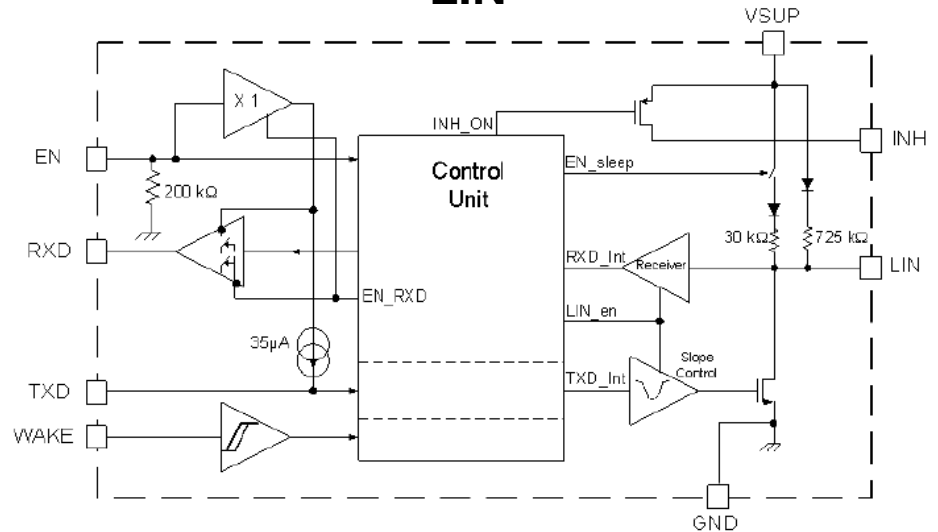 LIN
VSUP
X 1
INH_ON
EN
INH
Control
Unit
EN_sleep
200 kΩ
30 kΩ
725 kΩ
RXD
RXD_Int
Receiver
LIN
EN_RXD
LIN_en
35µA
Slope
Control
TXD
TXD_Int
WAKE
GND